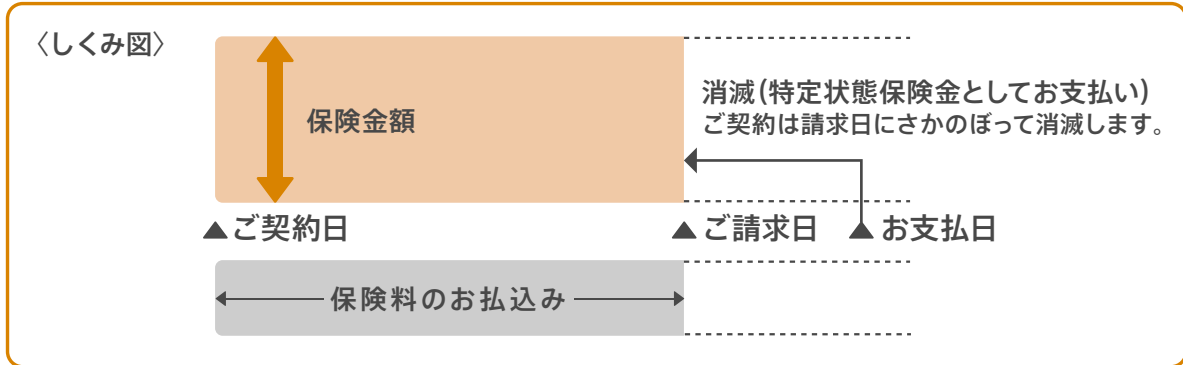 〈しくみ図〉
保険金額
消滅(特定状態保険金としてお支払い)
ご契約は請求日にさかのぼって消滅します。
▲ご契約日
▲ご請求日
▲お支払日
保険料のお払込み